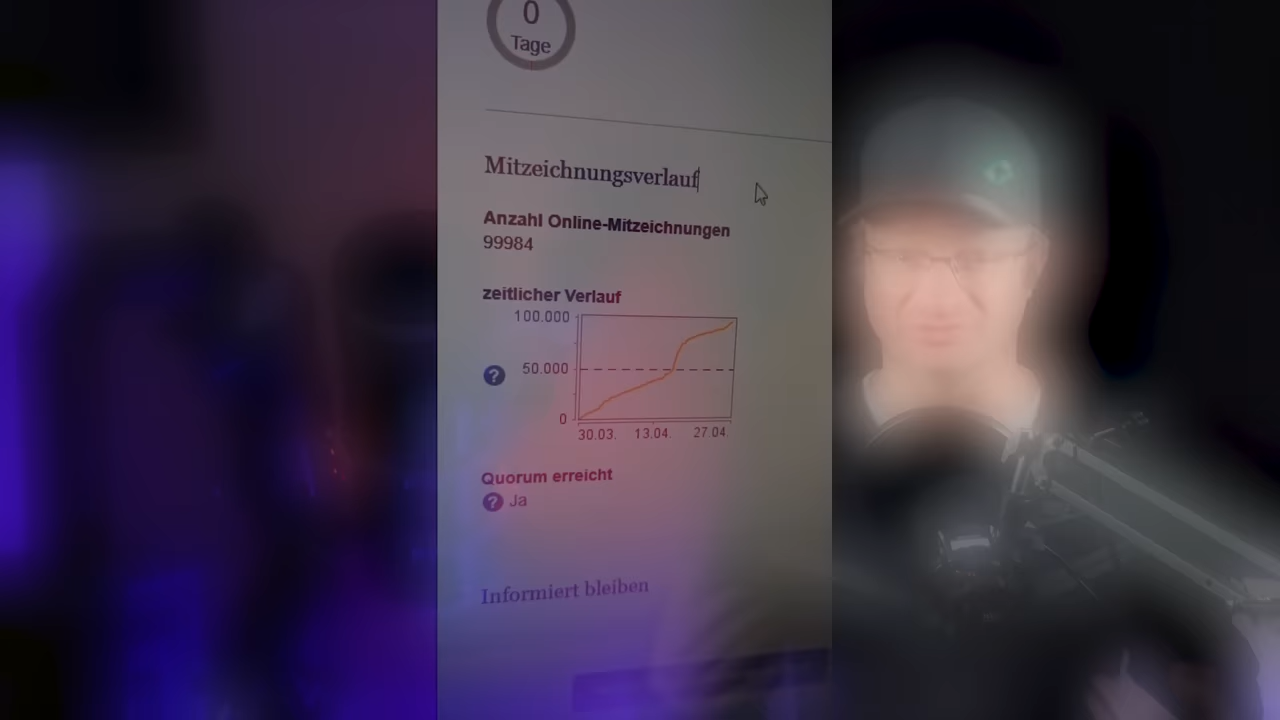 0
Tage
Mitzeichnungsverlauf
Anzahl Online-Mitzeichnungen
99984
zeitlicher Verlauf
100.000
50.000
0
30.03. 13.04. 27.04.
Quorum erreicht
Ja
Informiert bleiben